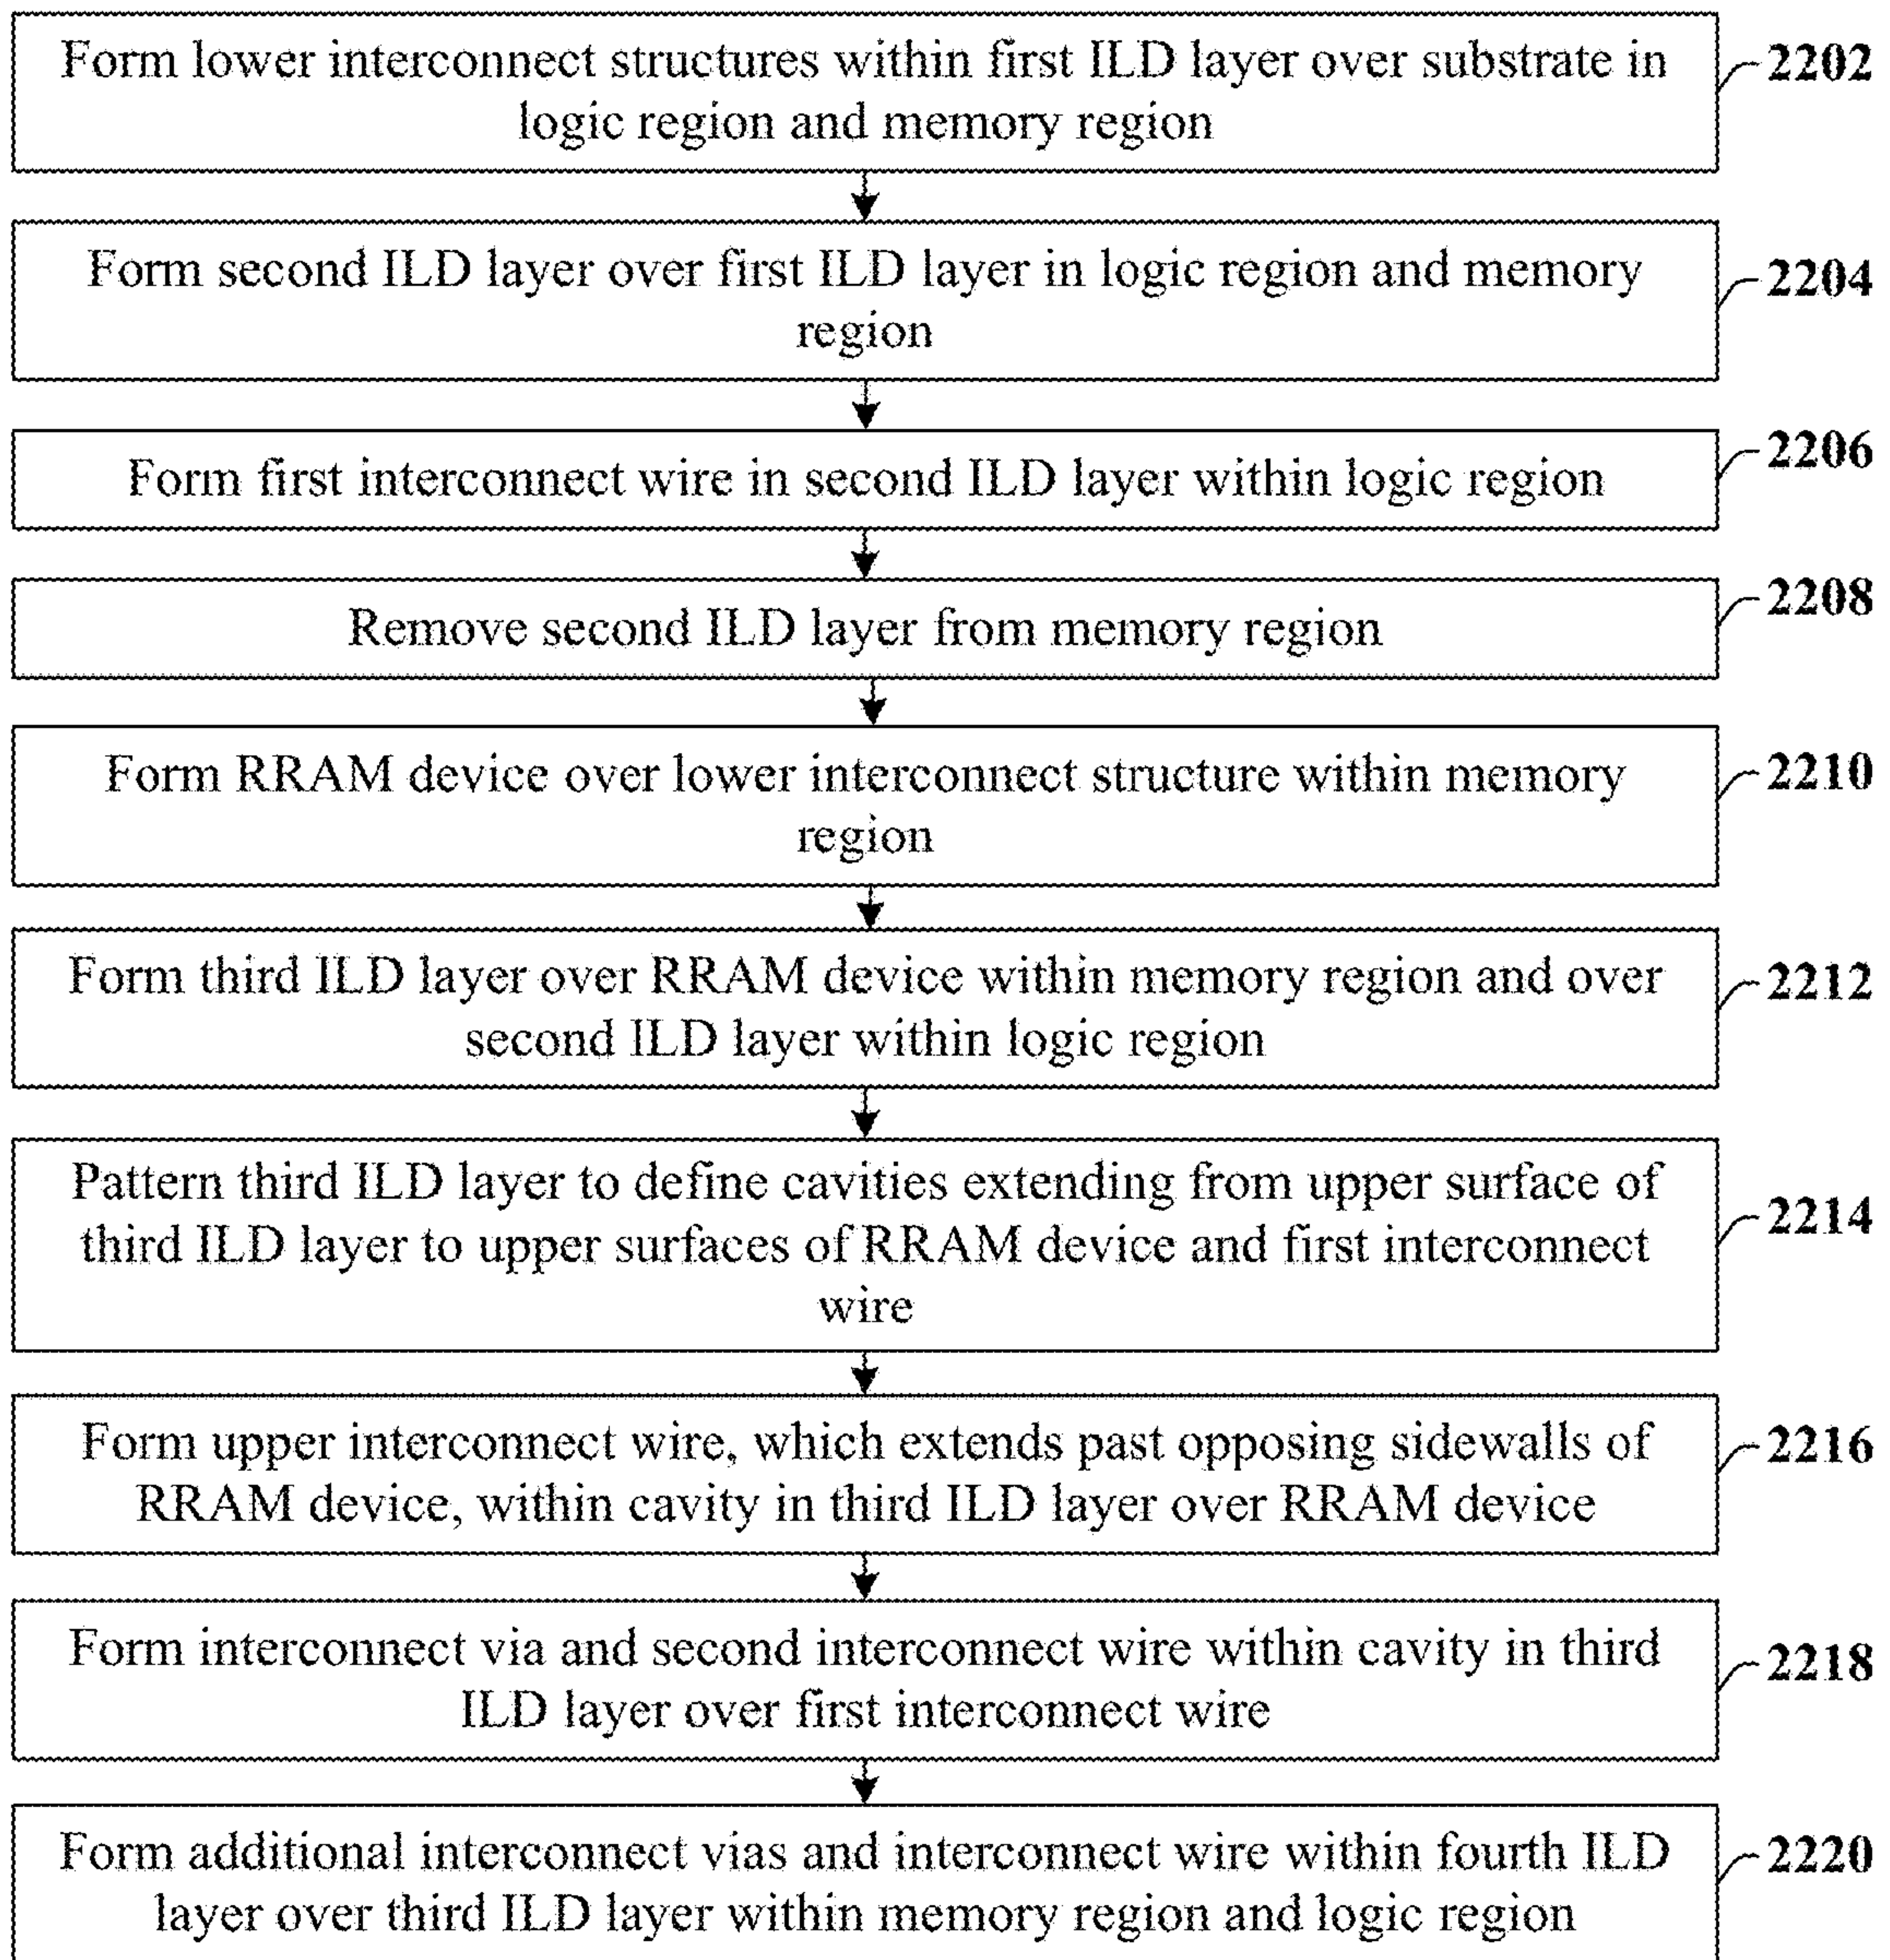 Form lower interconnect structures within first ILD layer over substrate in
logic region and memory region
2202
Form second ILD layer over first ILD layer in logic region and memory
region
2204
Form first interconnect wire in second ILD layer within logic region
2206
Remove second ILD layer from memory region
2208
Form RRAM device over lower interconnect structure within memory
region
2210
Form third ILD layer over RRAM device within memory region and over
second ILD layer within logic region
2212
Pattern third ILD layer to define cavities extending from upper surface of
third ILD layer to upper surfaces of RRAM device and first interconnect
wire
2214
Form upper interconnect wire, which extends past opposing sidewalls of
RRAM device, within cavity in third ILD layer over RRAM device
2216
Form interconnect via and second interconnect wire within cavity in third
ILD layer over first interconnect wire
2218
Form additional interconnect vias and interconnect wire within fourth ILD
layer over third ILD layer within memory region and logic region
2220